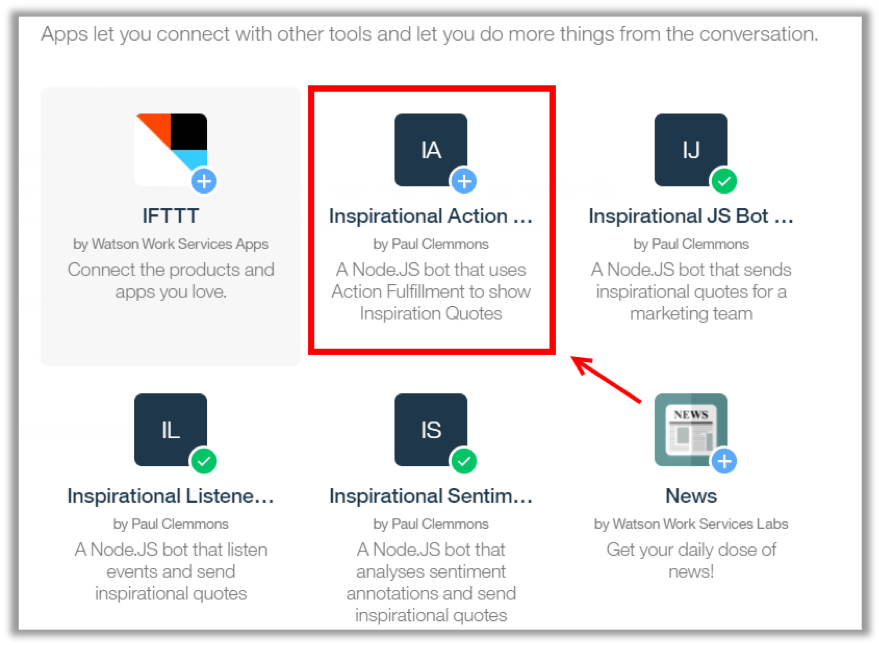 Apps let you connect with other tools and let you do more things from the conversation.
IFTTT
by Watson Work Services Apps
Connect the products and
apps you love.
IA
Inspirational Action ...
by Paul Clemmons
A Node.JS bot that uses
Action Fulfillment to show
Inspiration Quotes
IJ
Inspirational JS Bot ...
by Paul Clemmons
A Node.JS bot that sends
inspirational quotes for a
marketing team
IL
Inspirational Listene...
by Paul Clemmons
A Node.JS bot that listen
events and send
inspirational quotes
IS
Inspirational Sentim...
by Paul Clemmons
A Node.JS bot that
analyses sentiment
annotations and send
inspirational quotes
NEWS
News
by Watson Work Services Labs
Get your daily dose of
news!